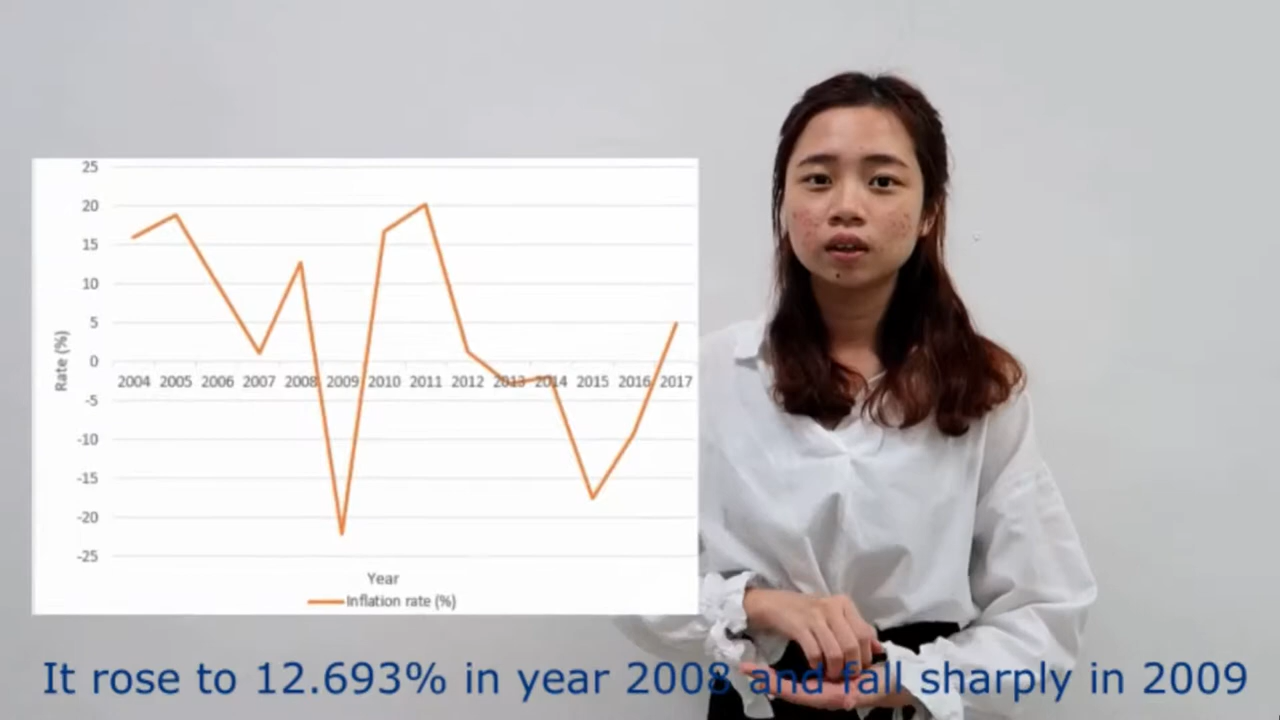 25
20
15
10
5
0
-5
-10
-15
-20
-25
Rate (%)
2004 2005 2006 2007 2008 2009 2010 2011 2012 2013 2014 2015 2016 2017
Year
Inflation rate (%)
It rose to 12.693% in year 2008 and fall sharply in 2009